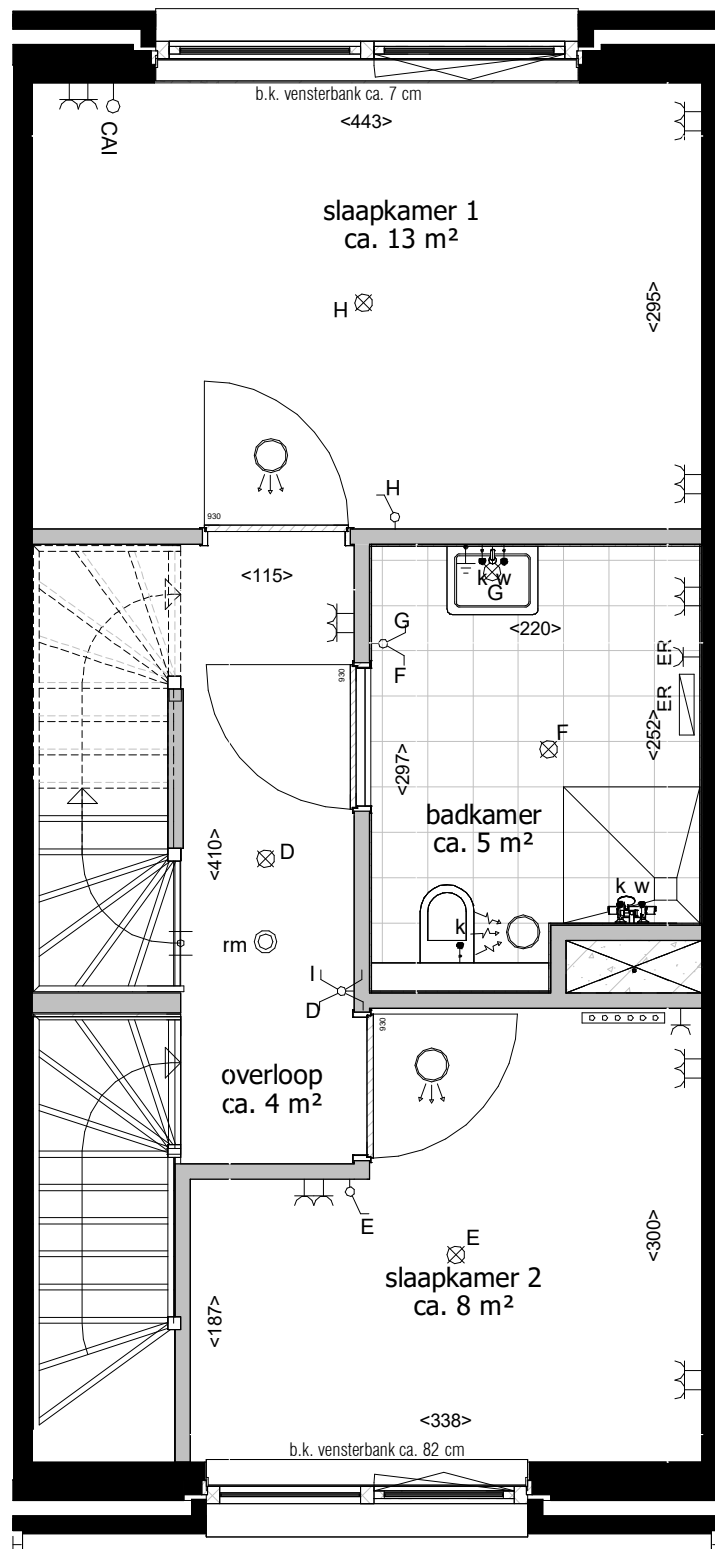 b.k. vensterbank ca. 7 cm
<443>
CAI
slaapkamer 1
ca. 13 m²
H
<295>
H
930
<115>
k w
G
<220>
G
F
ER
ER
930
<252>
F
<297>
badkamer
ca. 5 m²
<410>
D
k w
k
rm
I
D
930
overloop
ca. 4 m²
E
E
<300>
slaapkamer 2
ca. 8 m²
<187>
<338>
b.k. vensterbank ca. 82 cm